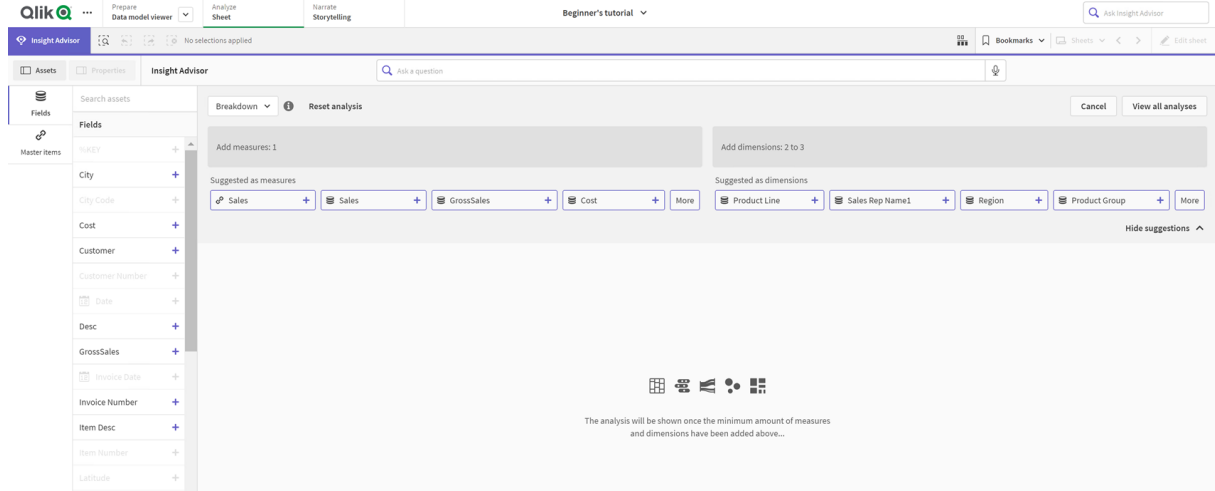 Qlik
...
Prepare
Data model viewer
Analyze
Sheet
Narrate
Storytelling
Beginner's tutorial
Ask Insight Advisor
Insight Advisor
No selections applied
Bookmarks
Sheets
Edit sheet
Assets
Properties
Insight Advisor
Ask a question
Fields
Master items
Search assets
Fields
%KEY
City
City Code
Cost
Customer
Customer Number
Date
Desc
GrossSales
Invoice Date
Invoice Number
Item Desc
Item Number
Latitude
Breakdown
Reset analysis
Cancel
View all analyses
Add measures: 1
Add dimensions: 2 to 3
Suggested as measures
Sales
Sales
GrossSales
Cost
More
Suggested as dimensions
Product Line
Sales Rep Name1
Region
Product Group
More
Hide suggestions
The analysis will be shown once the minimum amount of measures
and dimensions have been added above...